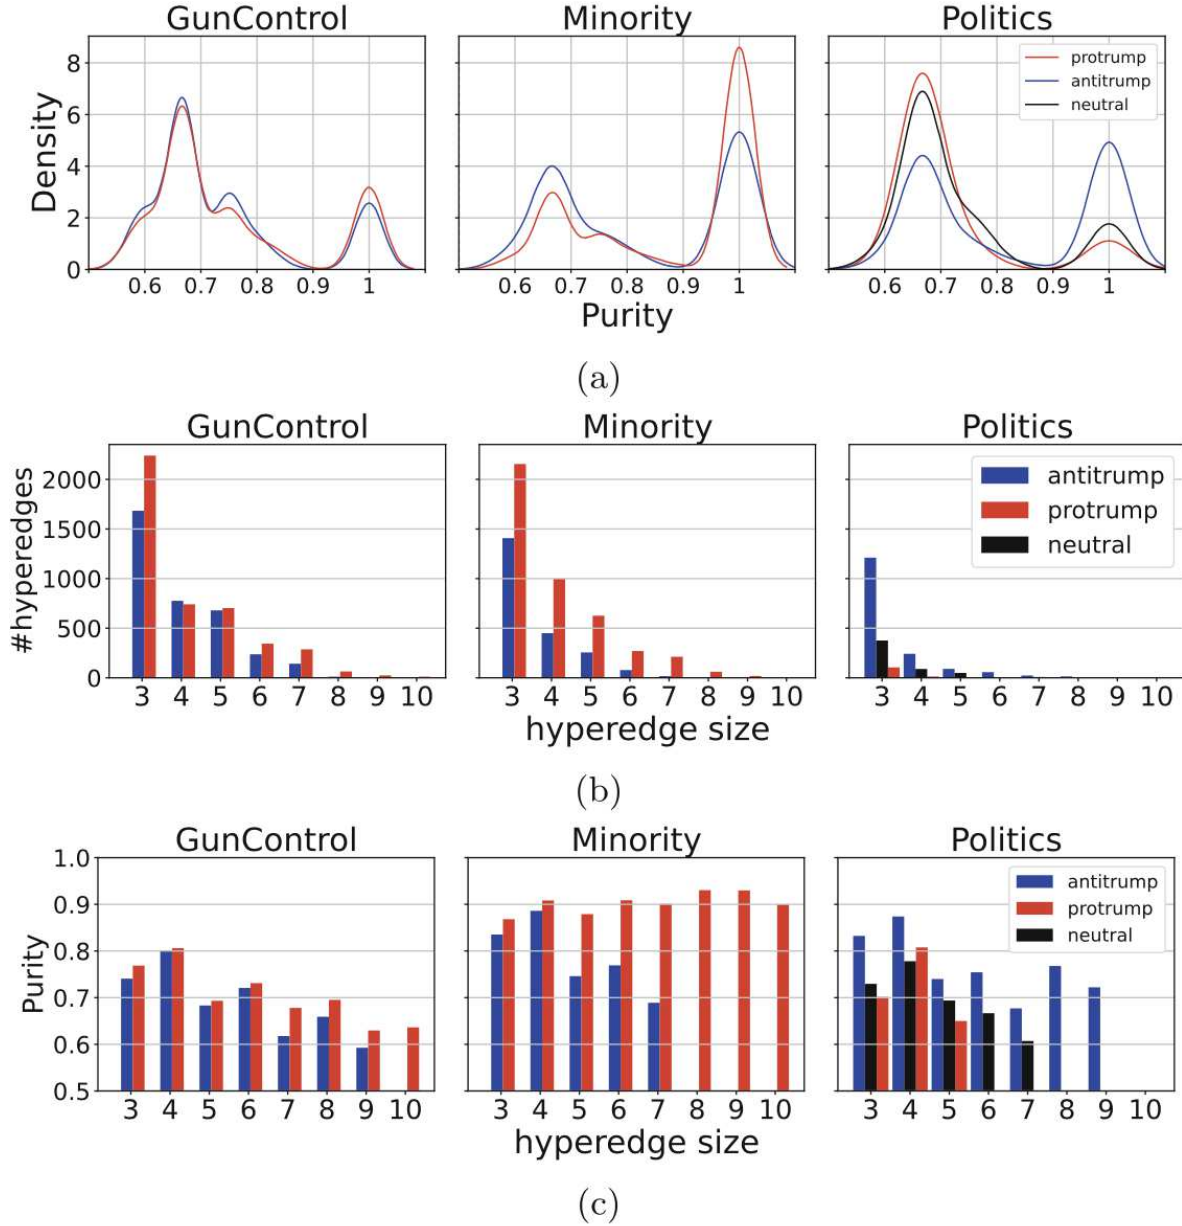 GunControl Minority Politics
8
6
4
2
0
Density
protrump
antitrump
neutral
0.6 0.7 0.8 0.9 1 0.6 0.7 0.8 0.9 1 0.6 0.7 0.8 0.9 1
Purity
(a)
GunControl Minority Politics
2000
1500
1000
500
0
#hyperedges
antitrump
protrump
neutral
3 4 5 6 7 8 9 10 3 4 5 6 7 8 9 10 3 4 5 6 7 8 9 10
hyperedge size
(b)
GunControl Minority Politics
1.0
0.9
0.8
0.7
0.6
0.5
Purity
antitrump
protrump
neutral
3 4 5 6 7 8 9 10 3 4 5 6 7 8 9 10 3 4 5 6 7 8 9 10
hyperedge size
(c)